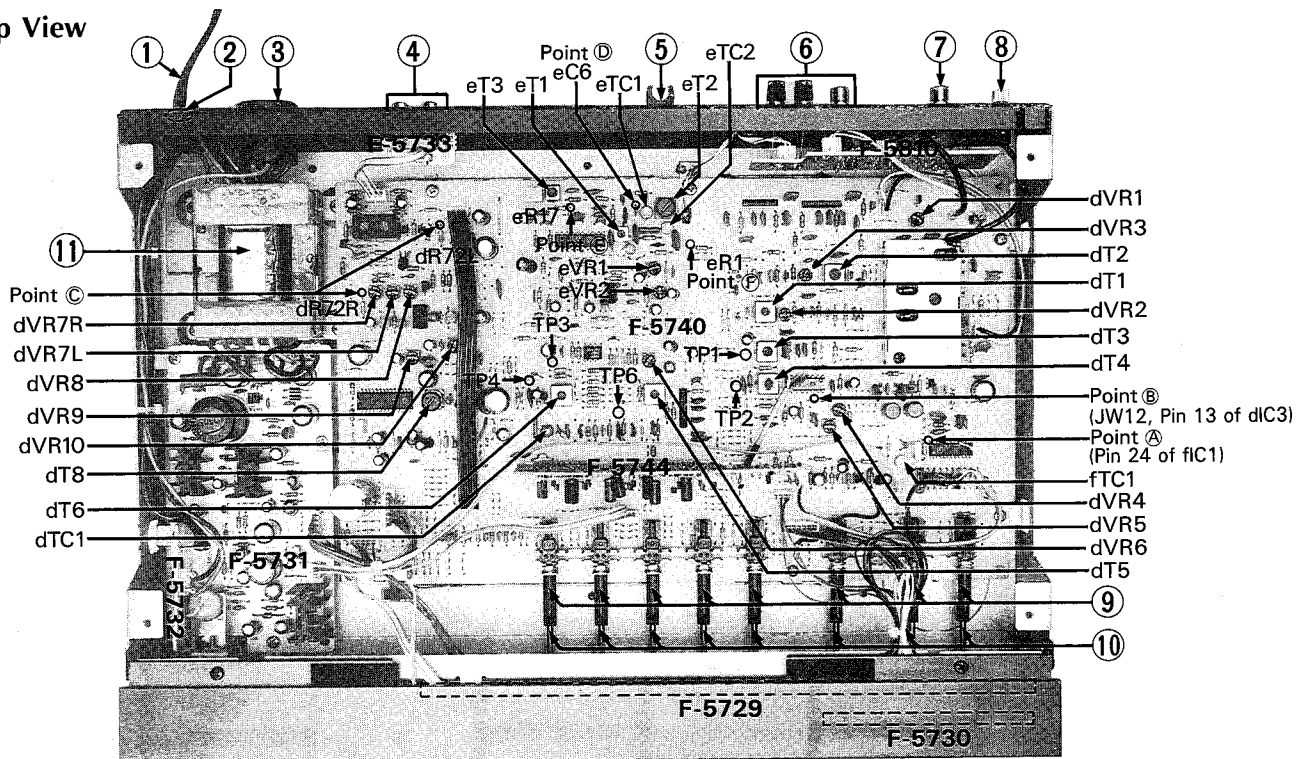 p View
① ② ③ ④ Point Ⓓ ⑤ eTC2 ⑥ ⑦ ⑧
eC6
eT3 eT1 eTC1 eT2
E-5733
dVR1
dVR3
dT2
dT1
dVR2
dT3
dT4
Point Ⓑ
(JW12, Pin 13 of dIC3)
Point Ⓐ
(Pin 24 of fIC1)
fTC1
dVR4
dVR5
dVR6
dT5
⑨
⑩
⑪
Point Ⓒ
dVR7R
dVR7L
dVR8
dVR9
dVR10
dT8
dT6
dTC1
dR72L
dR72R
eR17
eVR1
eVR2
eR1
Point Ⓕ
F-5740
TP3
TP4
TP6
TP1
TP2
F-5744
F-5731
F-5732
F-5729
F-5730